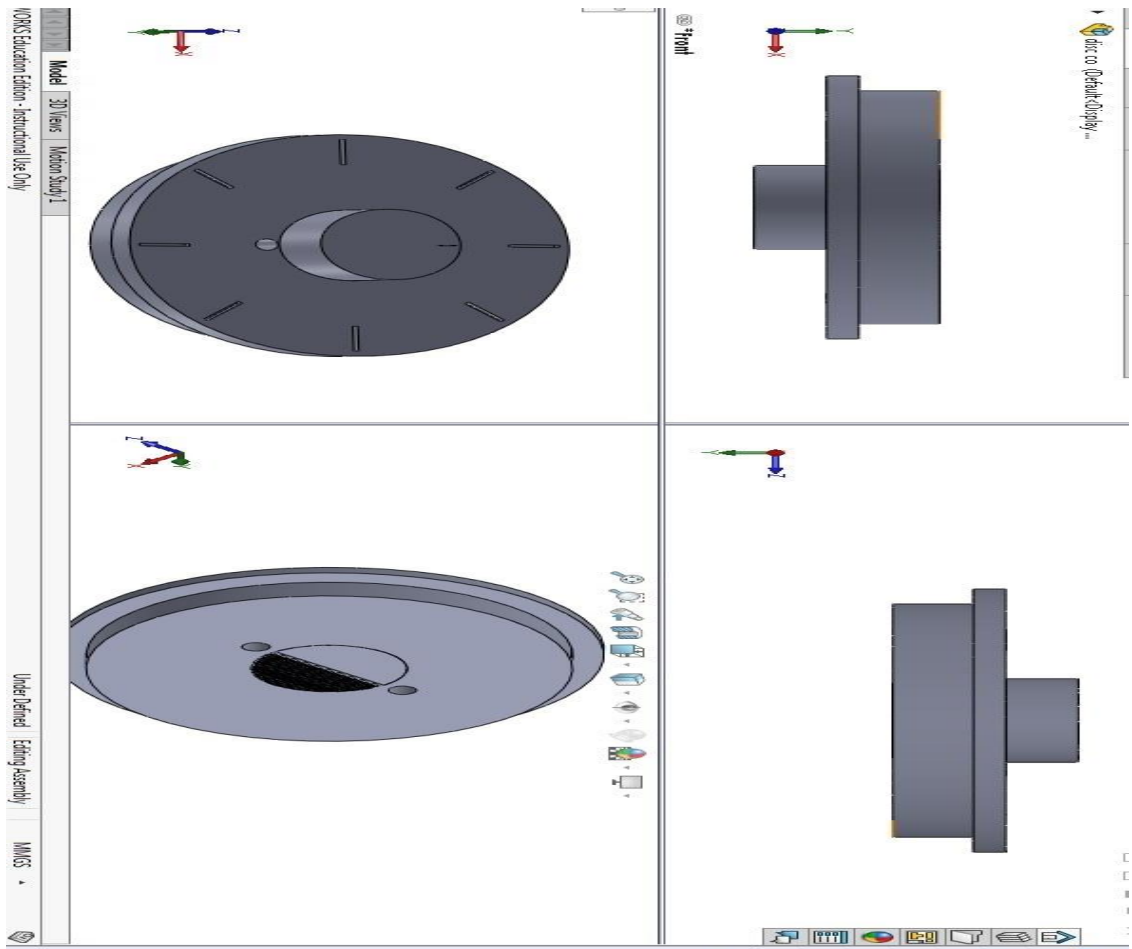 disc co (Default<Display...
*Front
Y
X
Z
X
Y
Z
Z
X
Y
Model
3D Views
Motion Study 1
WORKS Education Edition - Instructional Use Only
Under Defined
Editing Assembly
MMGS